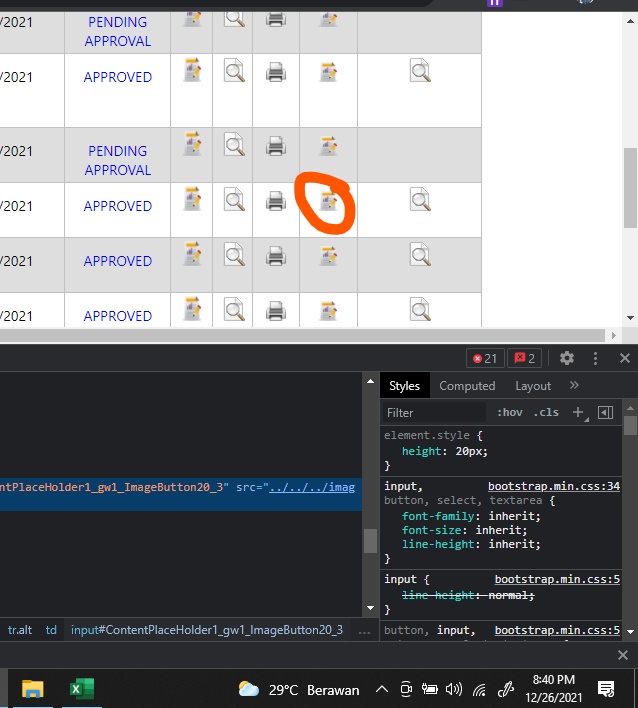 /2021 PENDING
APPROVAL
/2021 APPROVED
/2021 PENDING
APPROVAL
/2021 APPROVED
/2021 APPROVED
/2021 APPROVED
21 2
Styles Computed Layout »
Filter :hov .cls +
element.style {
height: 20px;
}
ntPlaceHolder1_gw1_ImageButton20_3" src="../../../imag
input, bootstrap.min.css:34
button, select, textarea {
font-family: inherit;
font-size: inherit;
line-height: inherit;
}
input { bootstrap.min.css:5
line-height: normal;
}
button, input, bootstrap.min.css:5
tr.alt td input#ContentPlaceHolder1_gw1_ImageButton20_3 ...
29°C Berawan
8:40 PM
12/26/2021